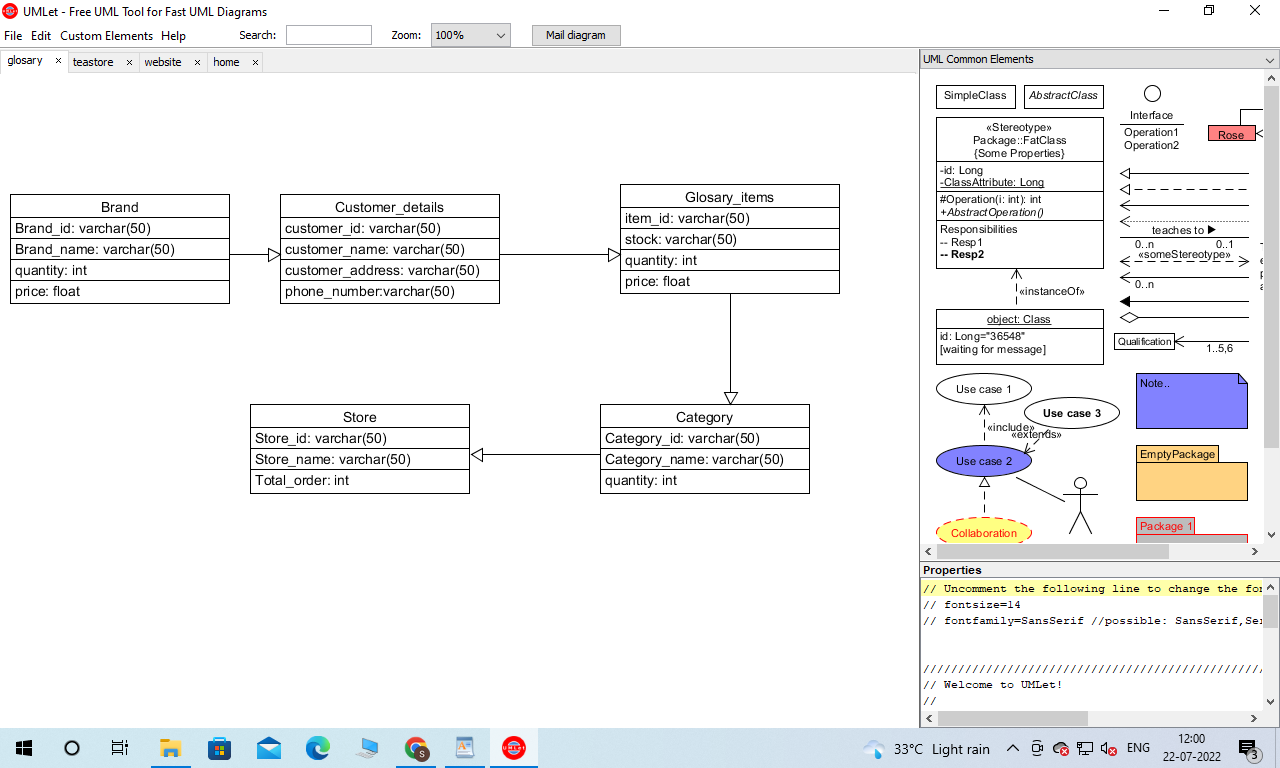 UMLet - Free UML Tool for Fast UML Diagrams
File Edit Custom Elements Help Search: Zoom: 100% Mail diagram
glosary × teastore × website × home ×
Brand
Brand_id: varchar(50)
Brand_name: varchar(50)
quantity: int
price: float
Customer_details
customer_id: varchar(50)
customer_name: varchar(50)
customer_address: varchar(50)
phone_number:varchar(50)
Glosary_items
item_id: varchar(50)
stock: varchar(50)
quantity: int
price: float
Store
Store_id: varchar(50)
Store_name: varchar(50)
Total_order: int
Category
Category_id: varchar(50)
Category_name: varchar(50)
quantity: int
UML Common Elements
SimpleClass
AbstractClass
«Stereotype»
Package::FatClass
{Some Properties}
-id: Long
-ClassAttribute: Long
#Operation(i: int): int
+AbstractOperation()
Responsibilities
-- Resp1
-- Resp2
«instanceOf»
object: Class
id: Long="36548"
[waiting for message]
Interface
Operation1
Operation2
Rose
teaches to
0..n 0..1
«someStereotype»
0..n
Qualification
1..5,6
Use case 1
«include»
Use case 3
«extends»
Use case 2
Collaboration
Note..
EmptyPackage
Package 1
Properties
// Uncomment the following line to change the fon
// fontsize=14
// fontfamily=SansSerif //possible: SansSerif,Ser
// Welcome to UMLet!
//
33°C Light rain
ENG
12:00
22-07-2022
3